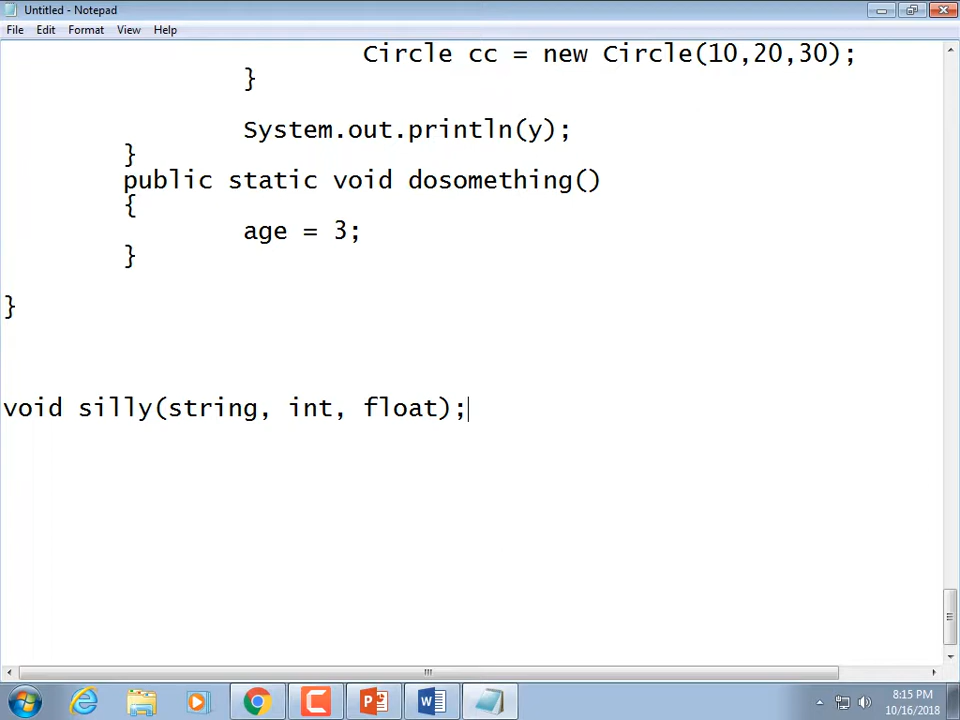 Untitled - Notepad
File Edit Format View Help
Circle cc = new Circle(10,20,30);
}
System.out.println(y);
}
public static void dosomething()
{
age = 3;
}
}
void silly(string, int, float);
8:15 PM
10/16/2018